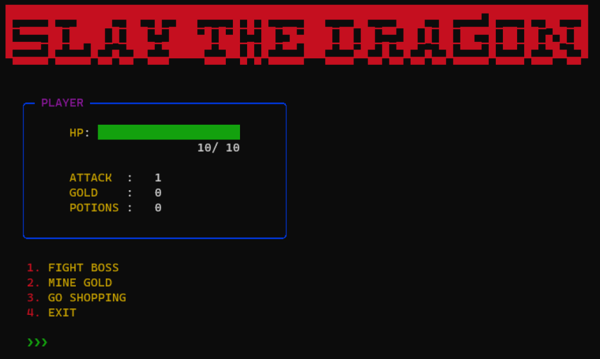 SLAY THE DRAGON
PLAYER
HP:
10/ 10
ATTACK : 1
GOLD : 0
POTIONS : 0
1. FIGHT BOSS
2. MINE GOLD
3. GO SHOPPING
4. EXIT
❯❯❯